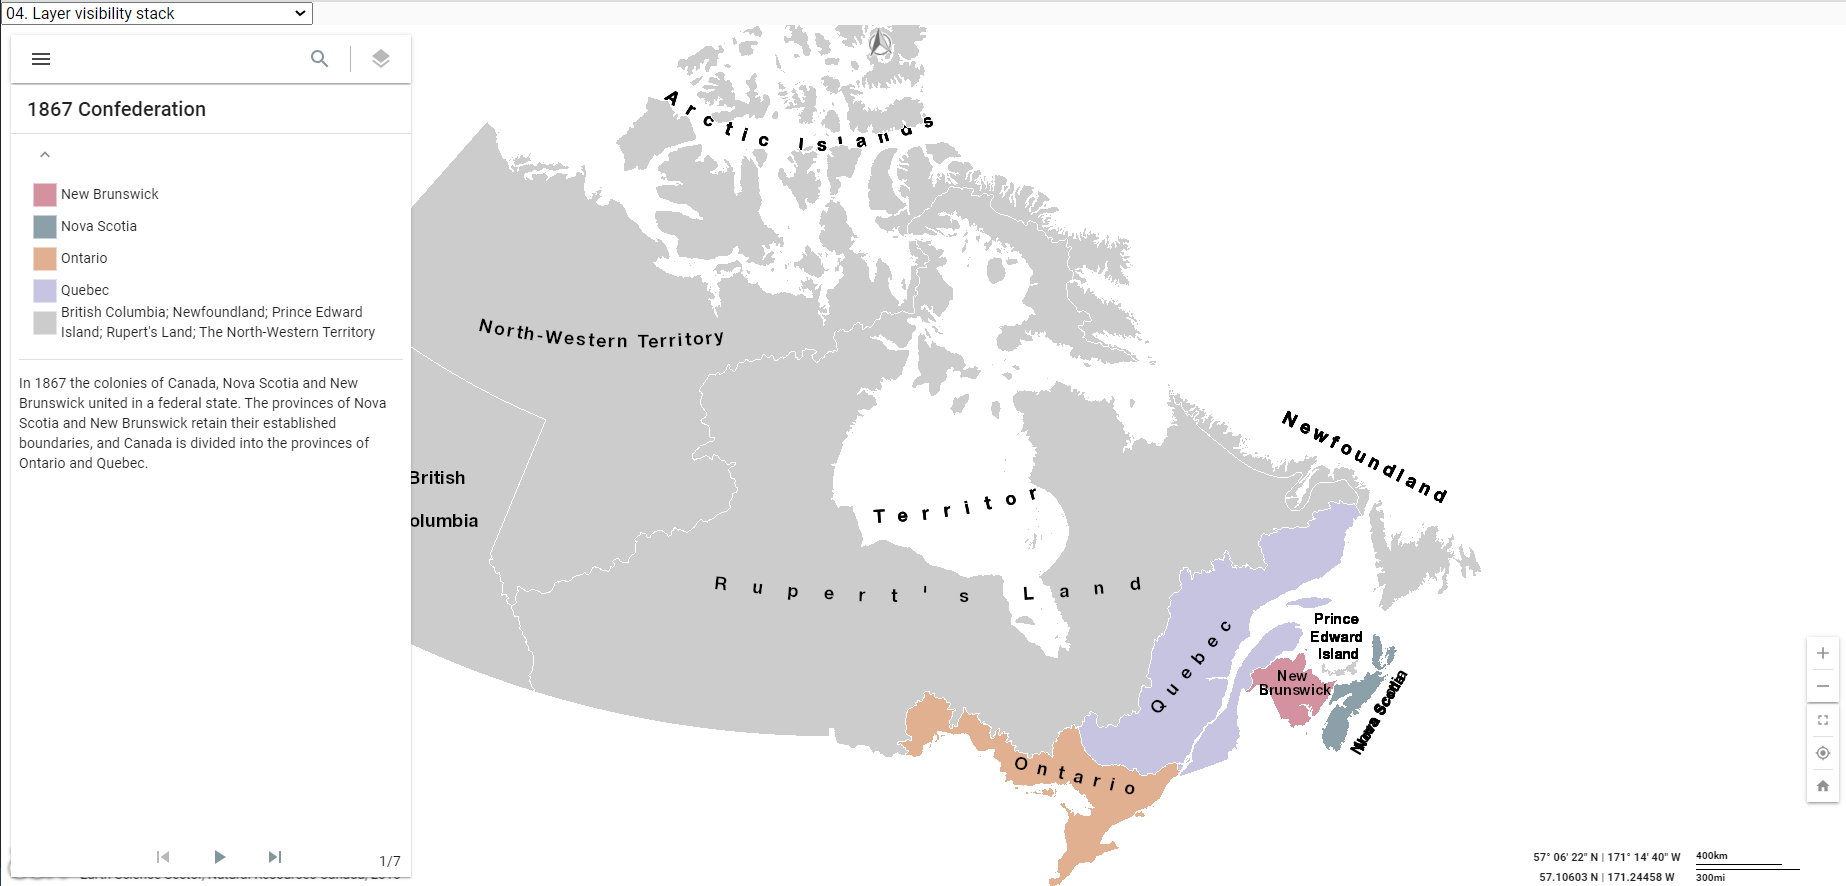 04. Layer visibility stack
1867 Confederation
New Brunswick
Nova Scotia
Ontario
Quebec
British Columbia; Newfoundland; Prince Edward
Island; Rupert's Land; The North-Western Territory
In 1867 the colonies of Canada, Nova Scotia and New
Brunswick united in a federal state. The provinces of Nova
Scotia and New Brunswick retain their established
boundaries, and Canada is divided into the provinces of
Ontario and Quebec.
1/7
Arctic Islands
North-Western Territory
British
olumbia
Newfoundland
Territor
Rupert's Land
Quebec
Prince
Edward
Island
New
Brunswick
Nova Scotia
Ontario
57° 06' 22" N | 171° 14' 40" W
400km
57.10603 N | 171.24458 W
300mi